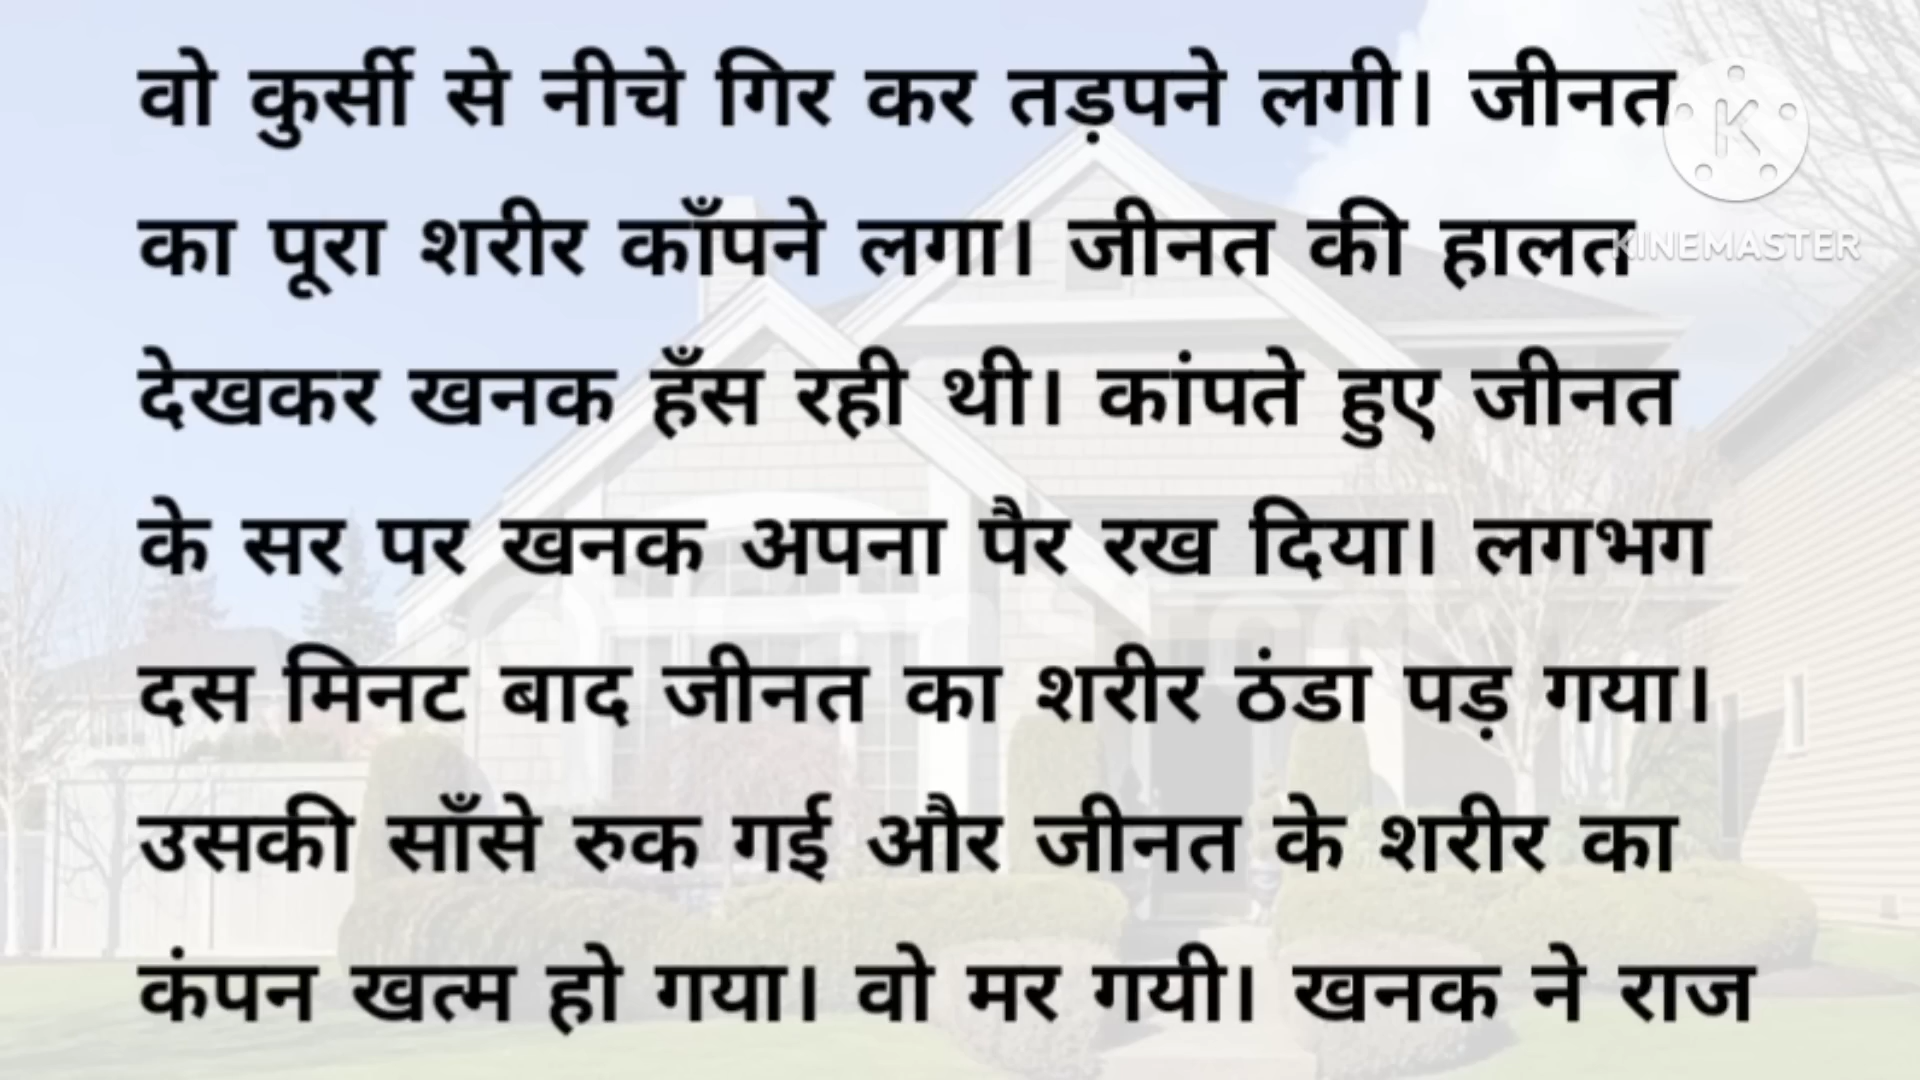 वो कुर्सी से नीचे गिर कर तड़पने लगी। जीनत
का पूरा शरीर काँपने लगा। जीनत की हालत
देखकर खनक हँस रही थी। कांपते हुए जीनत
के सर पर खनक अपना पैर रख दिया। लगभग
दस मिनट बाद जीनत का शरीर ठंडा पड़ गया।
उसकी साँसे रुक गई और जीनत के शरीर का
कंपन खत्म हो गया। वो मर गयी। खनक ने राज
K
KINEMASTER